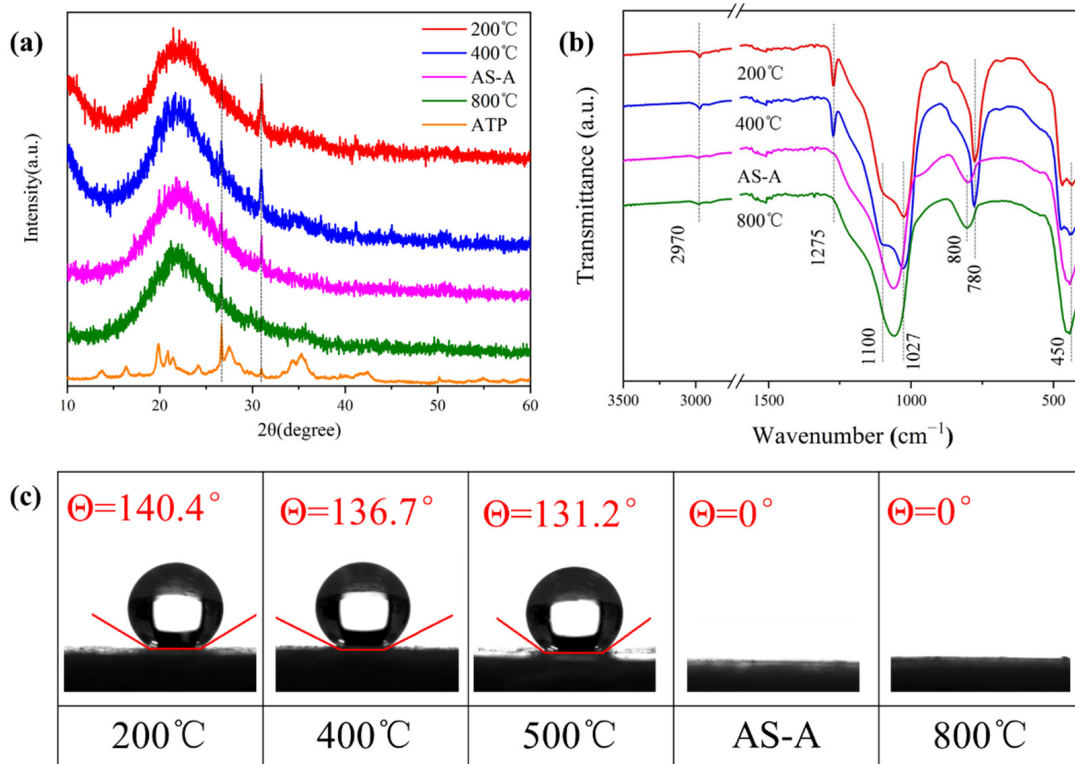 (a)
200℃
400℃
AS-A
800℃
ATP
Intensity(a.u.)
10 20 30 40 50 60
2θ(degree)
(b)
200℃
400℃
AS-A
800℃
2970
1275
1100
1027
800
780
450
Transmittance (a.u.)
3500 3000 1500 1000 500
Wavenumber (cm⁻¹)
(c)
Θ=140.4° Θ=136.7° Θ=131.2° Θ=0° Θ=0°
200℃ 400℃ 500℃ AS-A 800℃